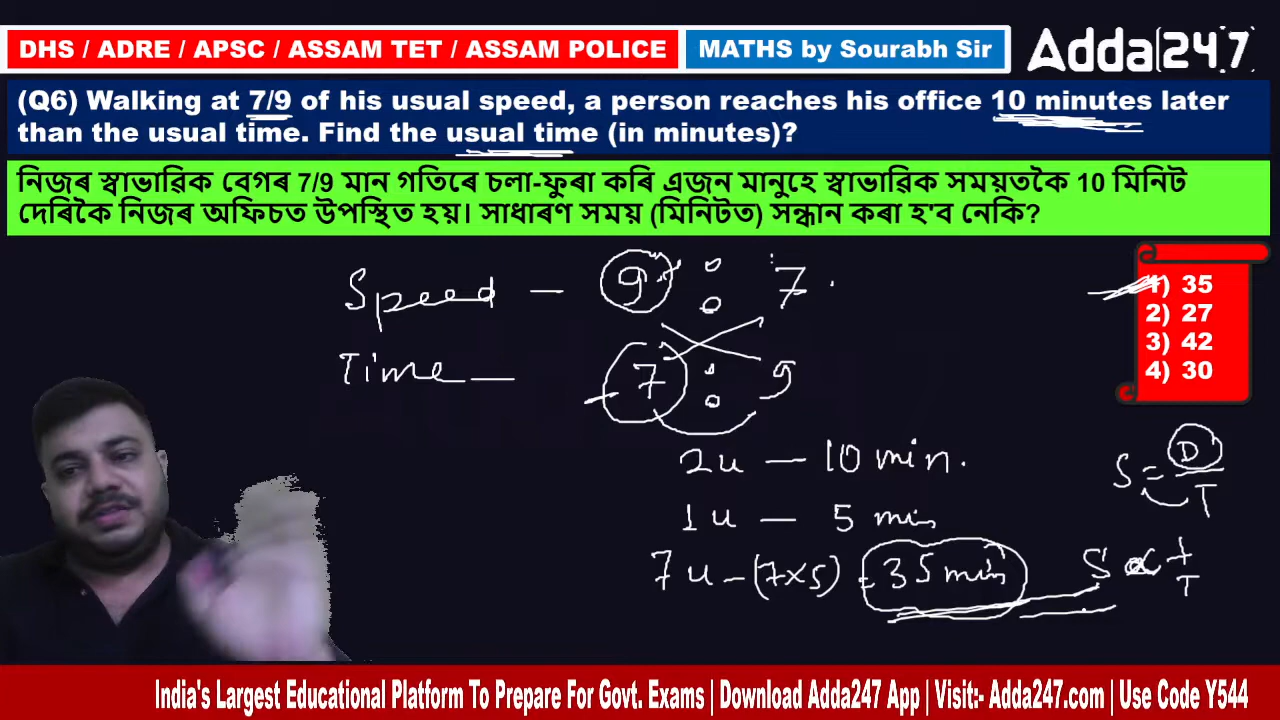 DHS / ADRE / APSC / ASSAM TET / ASSAM POLICE
MATHS by Sourabh Sir
Adda247
(Q6) Walking at 7/9 of his usual speed, a person reaches his office 10 minutes later
than the usual time. Find the usual time (in minutes)?
নিজৰ স্বাভাৱিক বেগৰ 7/9 মান গতিৰে চলা-ফুৰা কৰি এজন মানুহে স্বাভাৱিক সময়তকৈ 10 মিনিট
দেৰিকৈ নিজৰ অফিচত উপস্থিত হয়। সাধাৰণ সময় (মিনিটত) সন্ধান কৰা হ'ব নেকি?
1) 35
2) 27
3) 42
4) 30
Speed - 9 : 7
Time - 7 : 9
2u - 10 min.
1u - 5 min
7u - (7x5) = 35 min
S = D/T
S ∝ 1/T
India's Largest Educational Platform To Prepare For Govt. Exams | Download Adda247 App | Visit:- Adda247.com | Use Code Y544